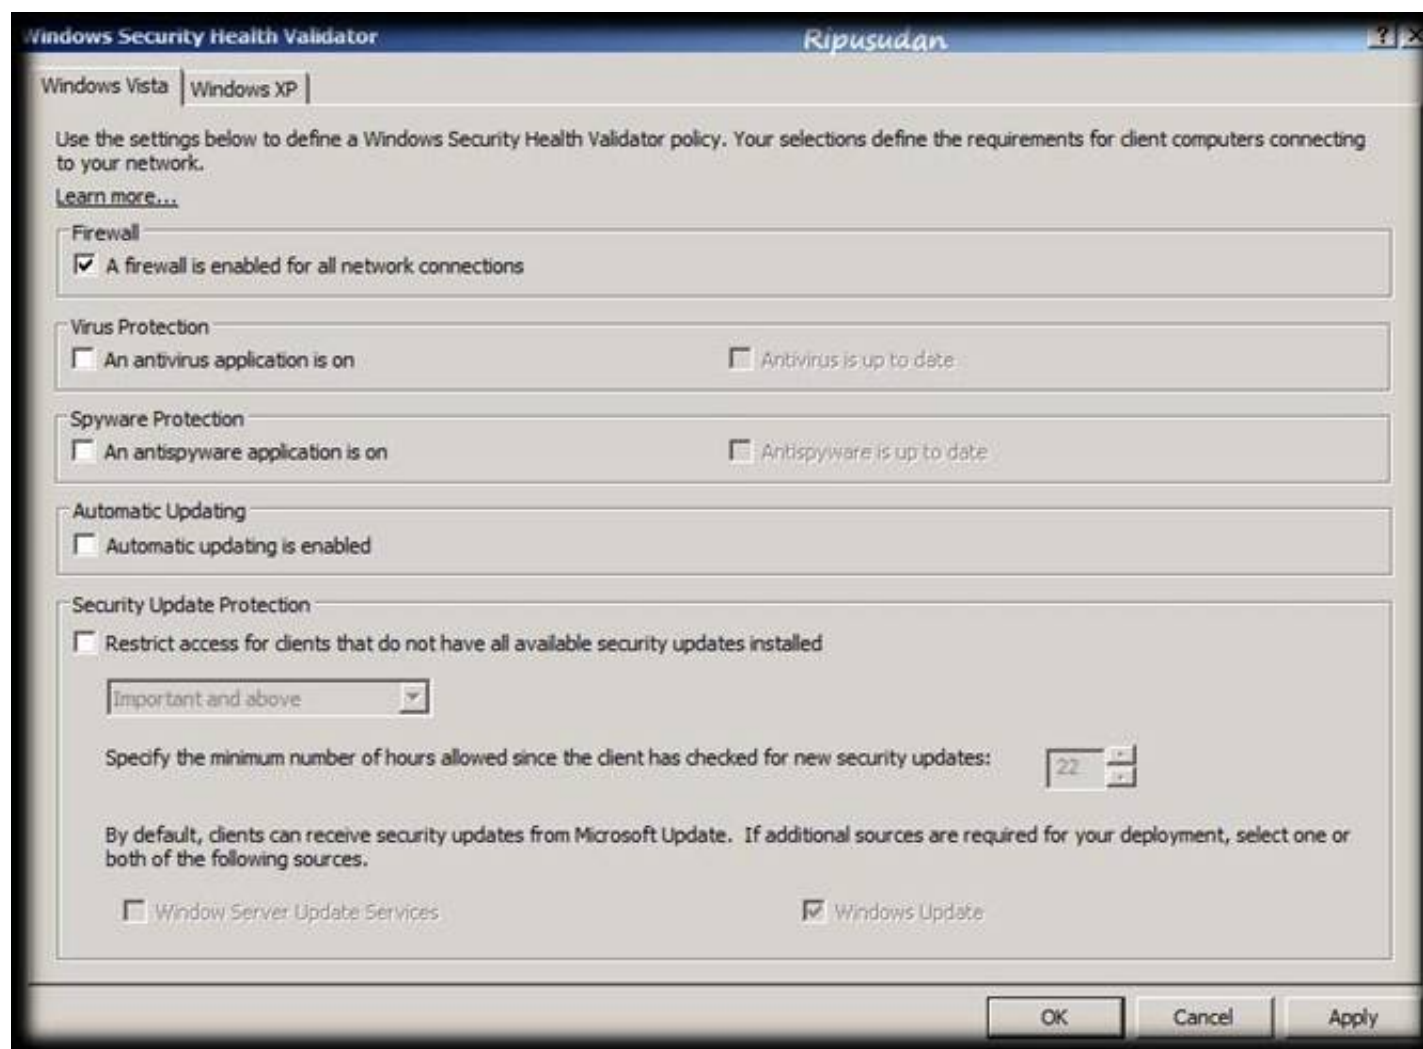 Windows Security Health Validator
Ripusudan
Windows Vista
Windows XP
Use the settings below to define a Windows Security Health Validator policy. Your selections define the requirements for client computers connecting
to your network.
Learn more...
Firewall
A firewall is enabled for all network connections
Virus Protection
An antivirus application is on
Antivirus is up to date
Spyware Protection
An antispyware application is on
Antispyware is up to date
Automatic Updating
Automatic updating is enabled
Security Update Protection
Restrict access for clients that do not have all available security updates installed
Important and above
Specify the minimum number of hours allowed since the client has checked for new security updates:
22
By default, clients can receive security updates from Microsoft Update. If additional sources are required for your deployment, select one or
both of the following sources.
Window Server Update Services
Windows Update
OK
Cancel
Apply